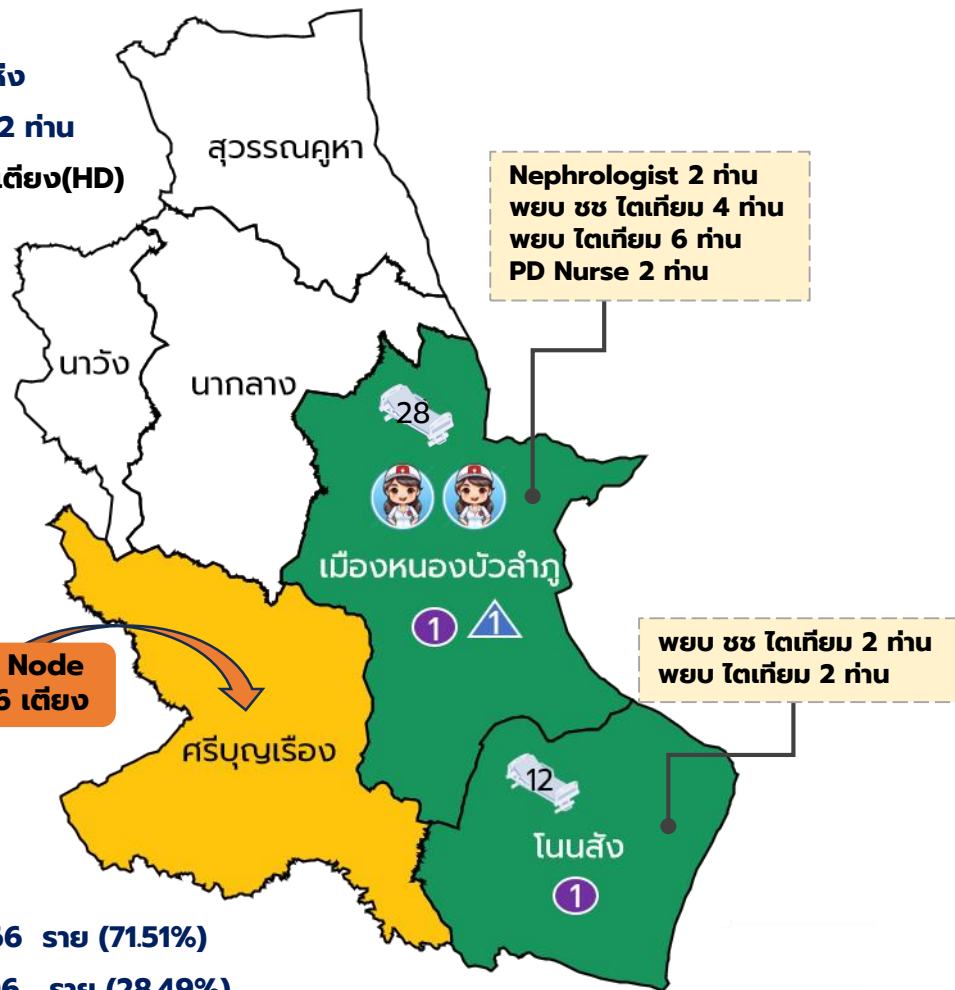 2 ท่าน
เตียง(HD)
สุวรรณคูหา
Nephrologist 2 ท่าน
พยบ ชช ไตเทียม 4 ท่าน
พยบ ไตเทียม 6 ท่าน
PD Nurse 2 ท่าน
นาวัง
นากลาง
28
เมืองหนองบัวลำภู
1 1
Node
6 เตียง
พยบ ชช ไตเทียม 2 ท่าน
พยบ ไตเทียม 2 ท่าน
ศรีบุญเรือง
12
โนนสัง
1
66 ราย (71.51%)
ราย (28.49%)